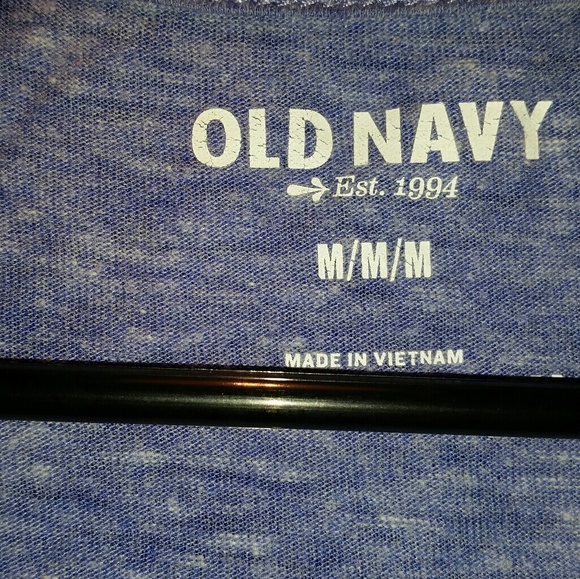 OLD NAVY
Est. 1994
M/M/M
MADE IN VIETNAM